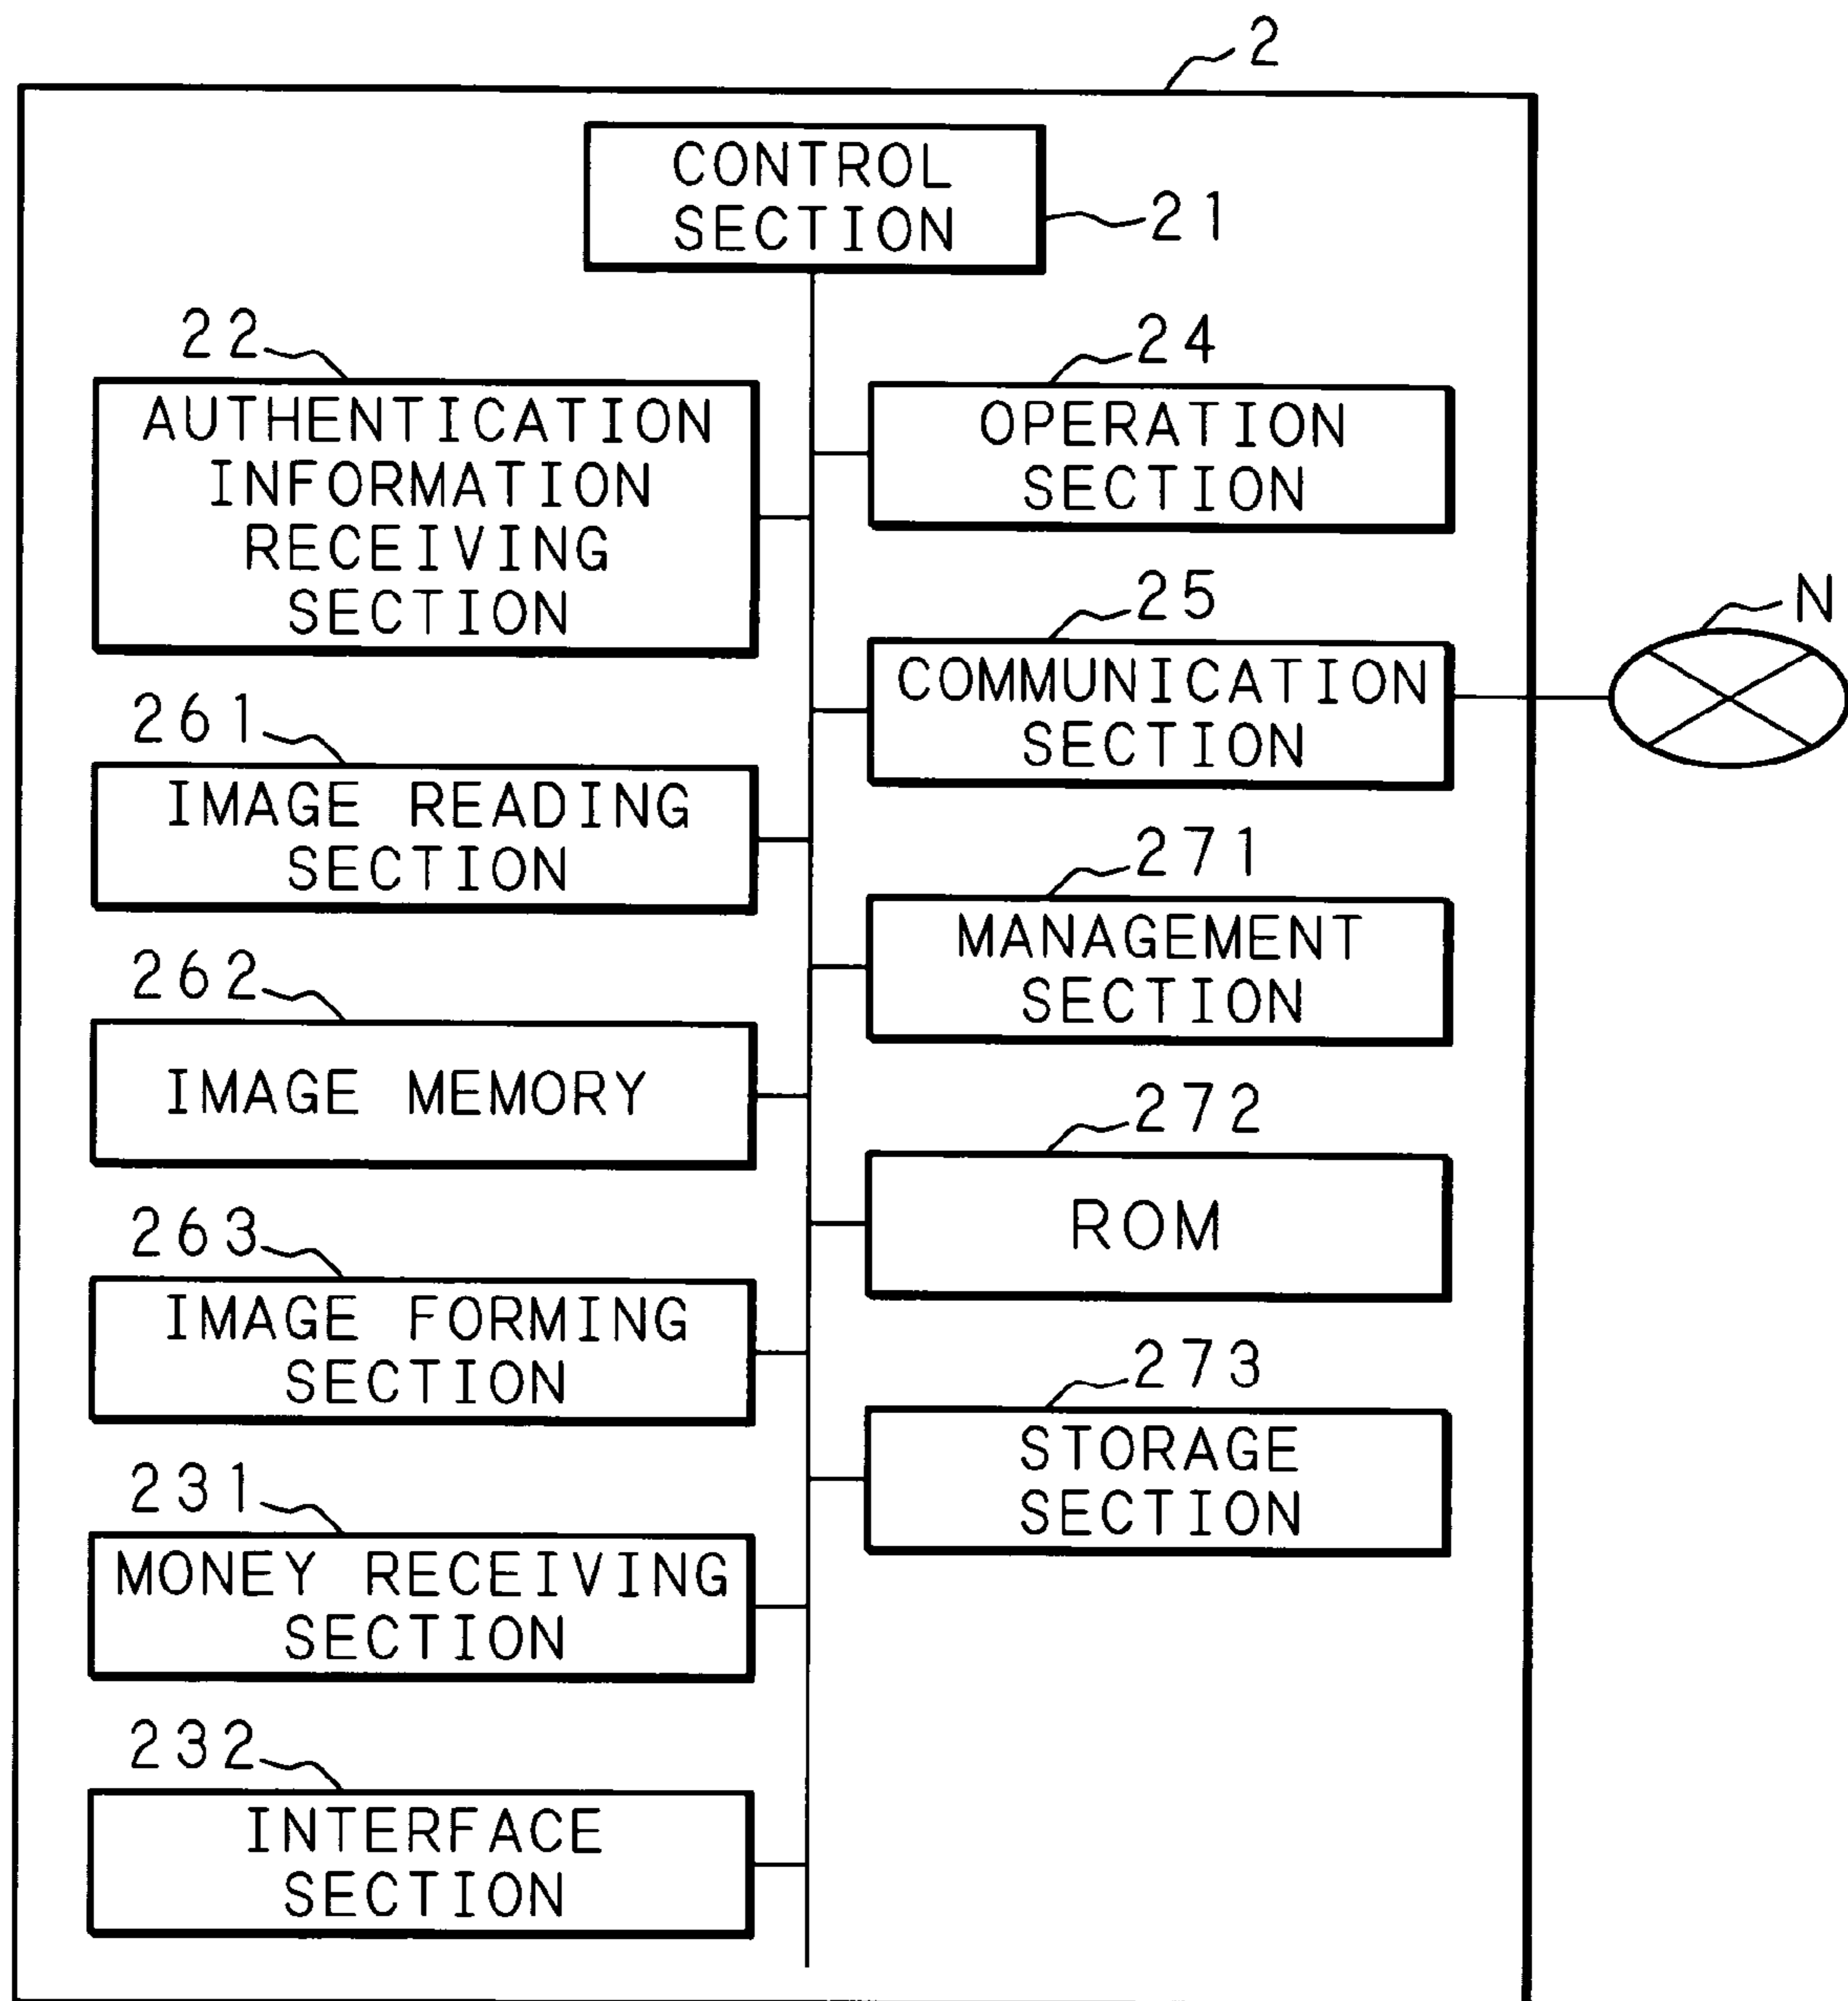 2
CONTROL
SECTION
21
22
AUTHENTICATION
INFORMATION
RECEIVING
SECTION
24
OPERATION
SECTION
25
COMMUNICATION
SECTION
N
261
IMAGE READING
SECTION
271
MANAGEMENT
SECTION
262
IMAGE MEMORY
272
ROM
263
IMAGE FORMING
SECTION
273
STORAGE
SECTION
231
MONEY RECEIVING
SECTION
232
INTERFACE
SECTION